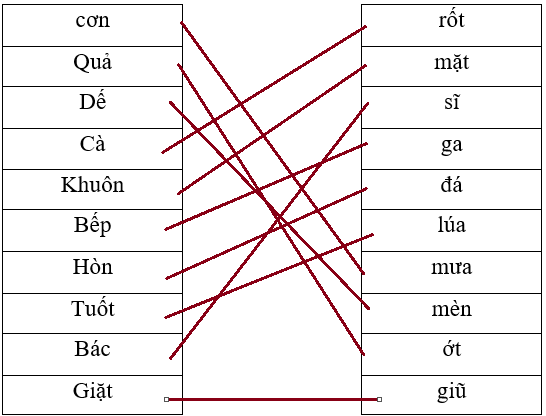 cơn rốt
Quả mặt
Dế sĩ
Cà ga
Khuôn đá
Bếp lúa
Hòn mưa
Tuốt mèn
Bác ớt
Giặt giũ